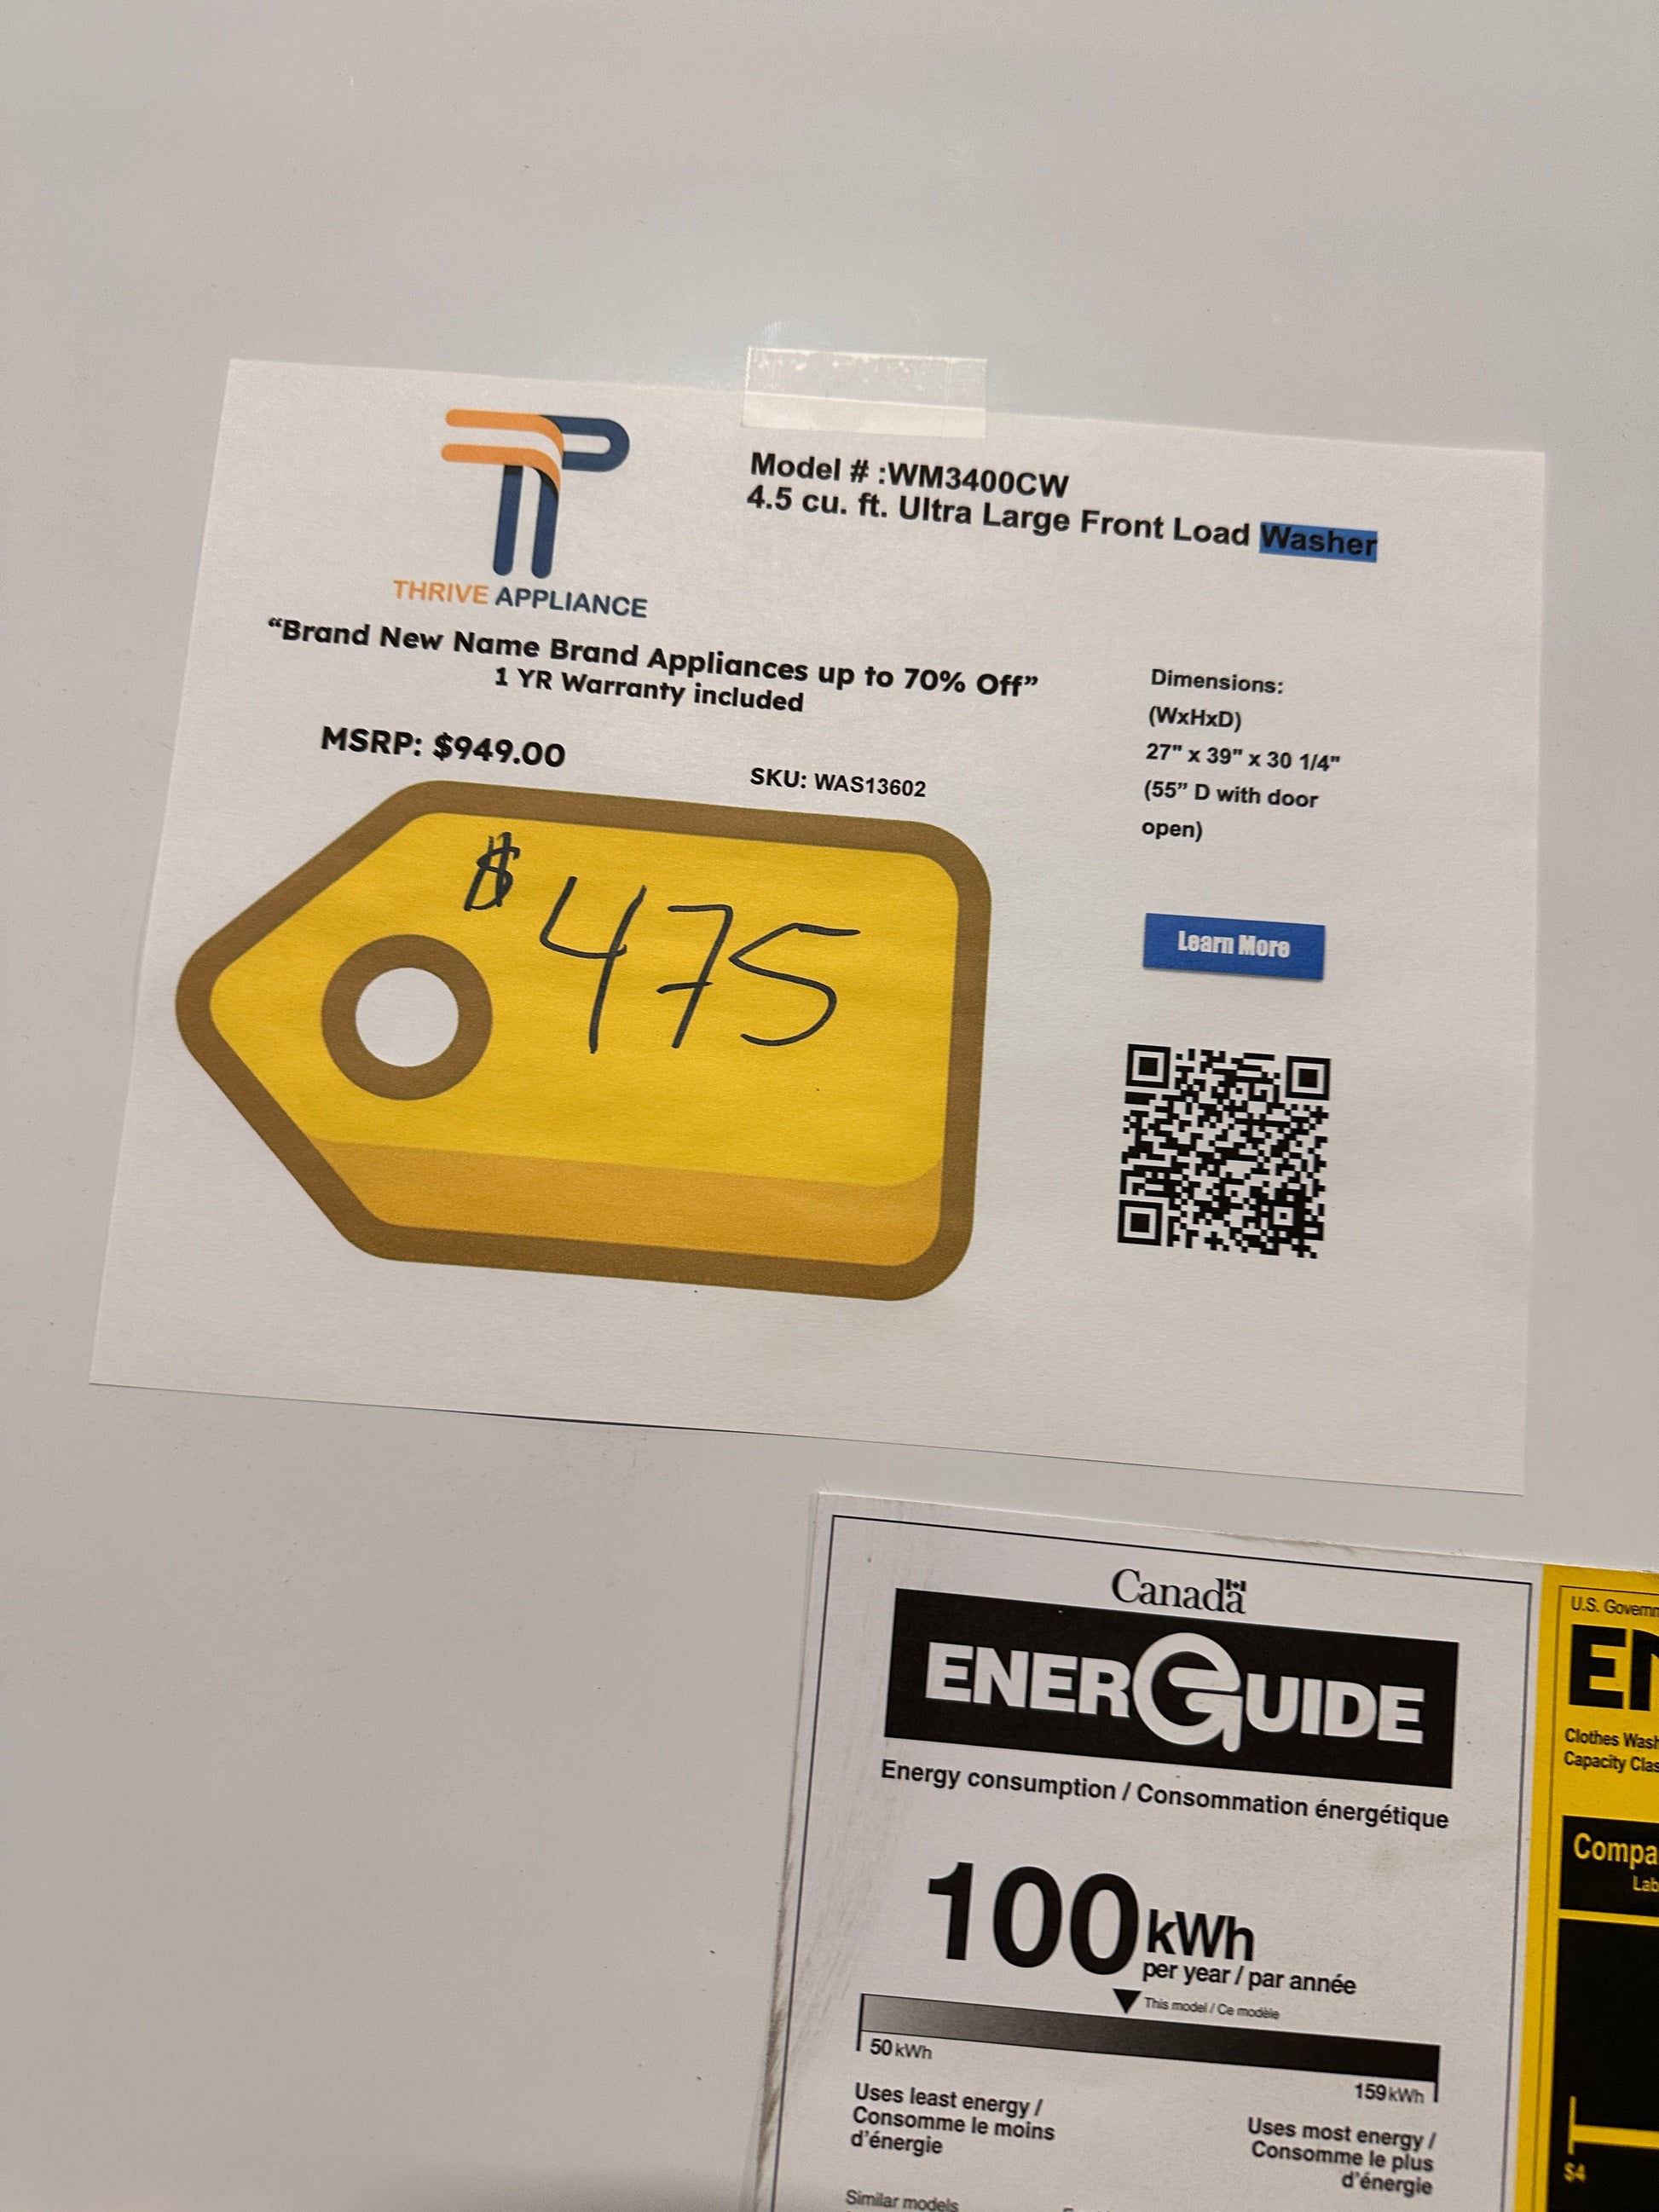 THRIVE APPLIANCE
Model # :WM3400CW
4.5 cu. ft. Ultra Large Front Load Washer
“Brand New Name Brand Appliances up to 70% Off”
1 YR Warranty included
MSRP: $949.00
SKU: WAS13602
$475
Dimensions:
(WxHxD)
27" x 39" x 30 1/4"
(55” D with door
open)
Learn More
Canada
ENERGUIDE
Energy consumption / Consommation énergétique
100 kWh
per year / par année
This model / Ce modèle
50 kWh
159 kWh
Uses least energy /
Consomme le moins
d'énergie
Uses most energy /
Consomme le plus
d'énergie
Similar models
U.S.
Clothes
Capacity
$4